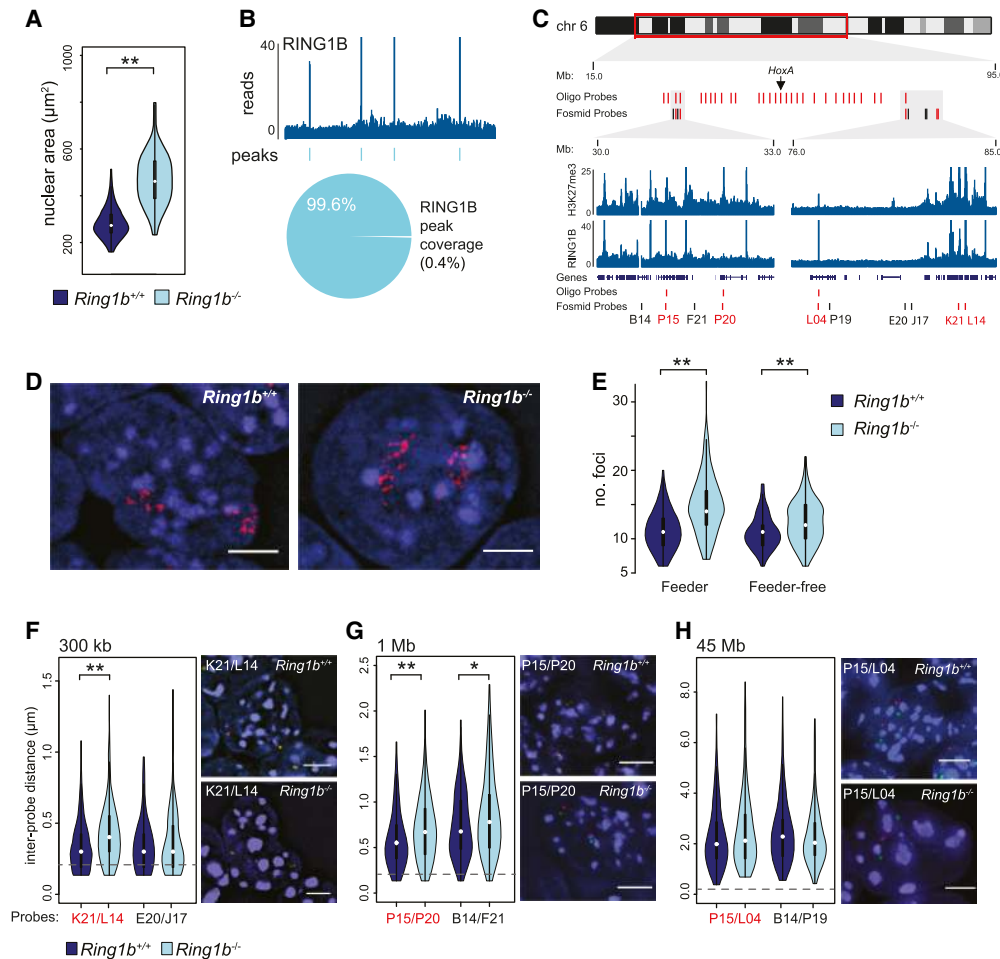 A
nuclear area (µm²)
1000
600
200
**
Ring1b+/+ Ring1b-/-
B
RING1B
reads
40
0
peaks
99.6%
RING1B
peak
coverage
(0.4%)
C
chr 6
Mb: 15.0 95.0
HoxA
Oligo Probes
Fosmid Probes
Mb: 30.0 33.0 76.0 85.0
H3K27me3
25
0
RING1B
40
0
Genes
Oligo Probes
Fosmid Probes
B14 P15 F21 P20 L04 P19 E20 J17 K21 L14
D
Ring1b+/+
Ring1b-/-
E
no. foci
30
20
10
5
** **
Ring1b+/+
Ring1b-/-
Feeder Feeder-free
F
300 kb
inter-probe distance (µm)
1.5
1.0
0.5
0.0
**
Probes: K21/L14 E20/J17
Ring1b+/+ Ring1b-/-
K21/L14 Ring1b+/+
K21/L14 Ring1b-/-
G
1 Mb
2.5
2.0
1.5
1.0
0.5
0.0
** *
P15/P20 B14/F21
P15/P20 Ring1b+/+
P15/P20 Ring1b-/-
H
45 Mb
8.0
6.0
4.0
2.0
0.0
P15/L04 B14/P19
P15/L04 Ring1b+/+
P15/L04 Ring1b-/-